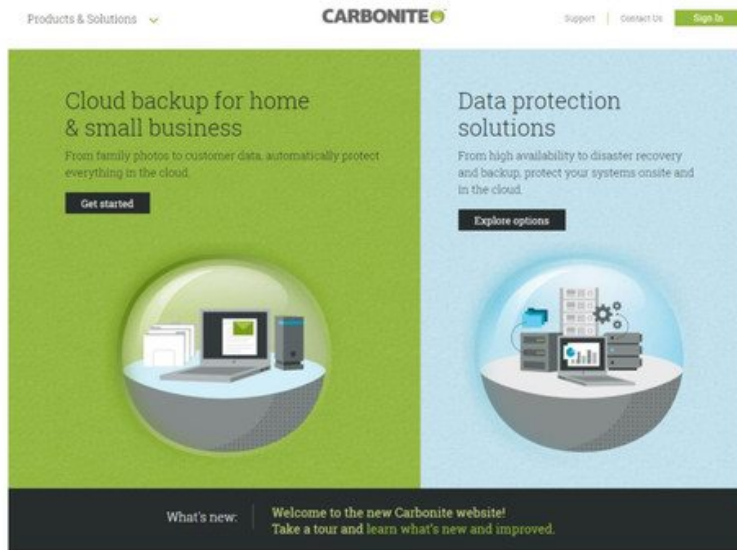 Products & Solutions
CARBONITE
Support
Contact Us
Sign In
Cloud backup for home
& small business
From family photos to customer data, automatically protect
everything in the cloud.
Get started
Data protection
solutions
From high availability to disaster recovery
and backup, protect your systems onsite and
in the cloud.
Explore options
What's new:
Welcome to the new Carbonite website!
Take a tour and learn what's new and improved.